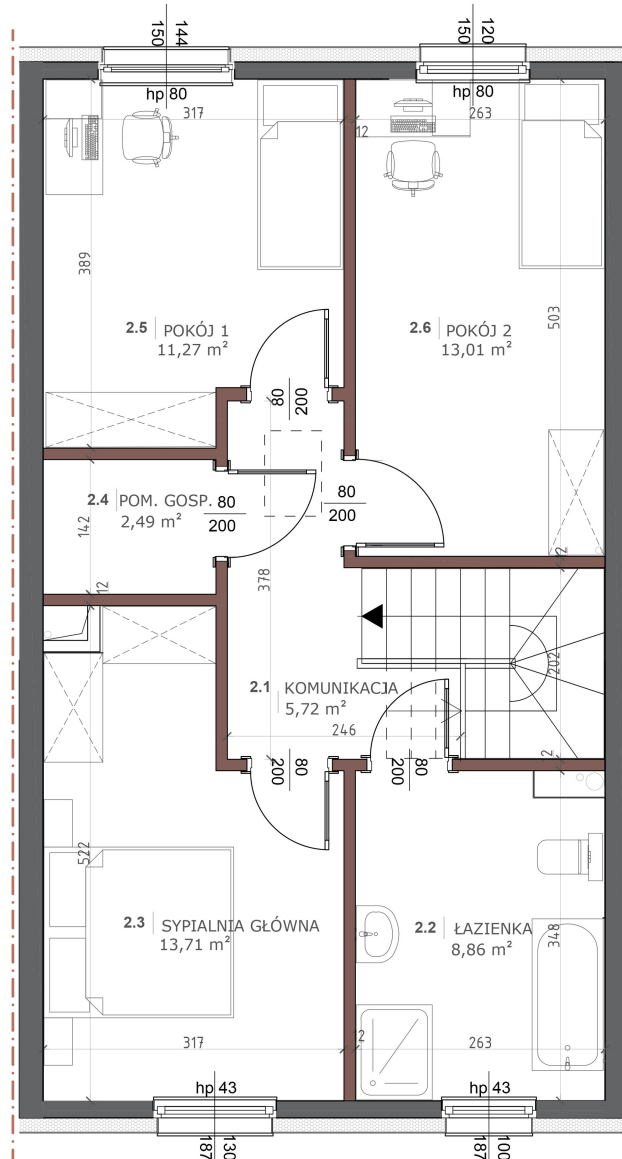 144
150
120
150
hp 80
hp 80
317
263
12
389
503
2.5 POKÓJ 1
11,27 m²
2.6 POKÓJ 2
13,01 m²
80
200
2.4 POM. GOSP.
2,49 m²
80
200
80
200
142
12
378
12
202
2.1 KOMUNIKACJA
5,72 m²
246
80
200
80
200
12
522
2.3 SYPIALNIA GŁÓWNA
13,71 m²
2.2 ŁAZIENKA
8,86 m²
348
317
12
263
hp 43
hp 43
130
187
100
187